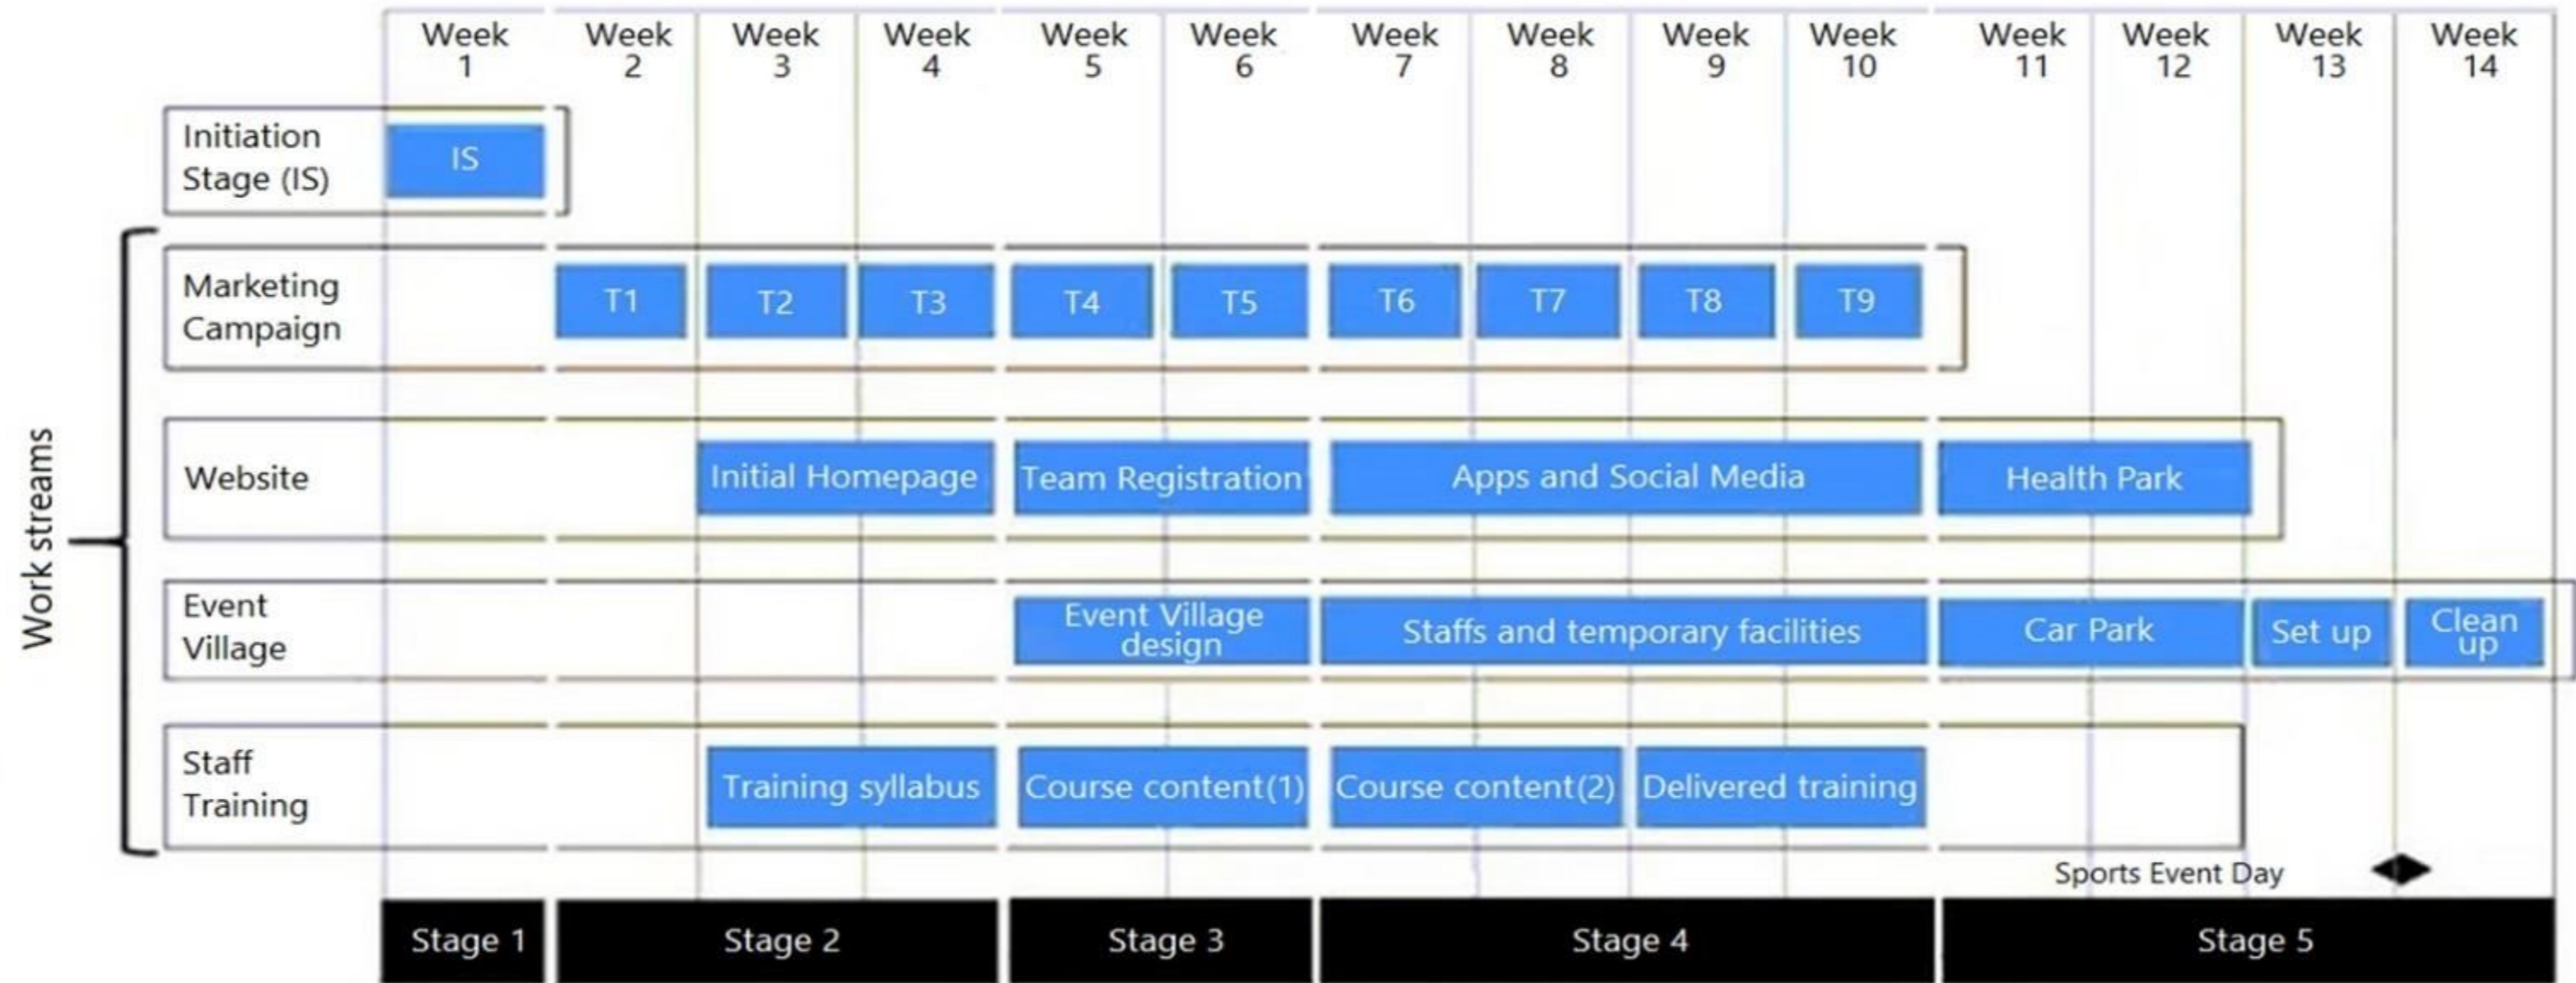 Week 1
Week 2
Week 3
Week 4
Week 5
Week 6
Week 7
Week 8
Week 9
Week 10
Week 11
Week 12
Week 13
Week 14
Initiation
Stage (IS)
IS
Work streams
Marketing
Campaign
T1
T2
T3
T4
T5
T6
T7
T8
T9
Website
Initial Homepage
Team Registration
Apps and Social Media
Health Park
Event
Village
Event Village
design
Staffs and temporary facilities
Car Park
Set up
Clean
up
Staff
Training
Training syllabus
Course content(1)
Course content(2)
Delivered training
Sports Event Day
Stage 1
Stage 2
Stage 3
Stage 4
Stage 5